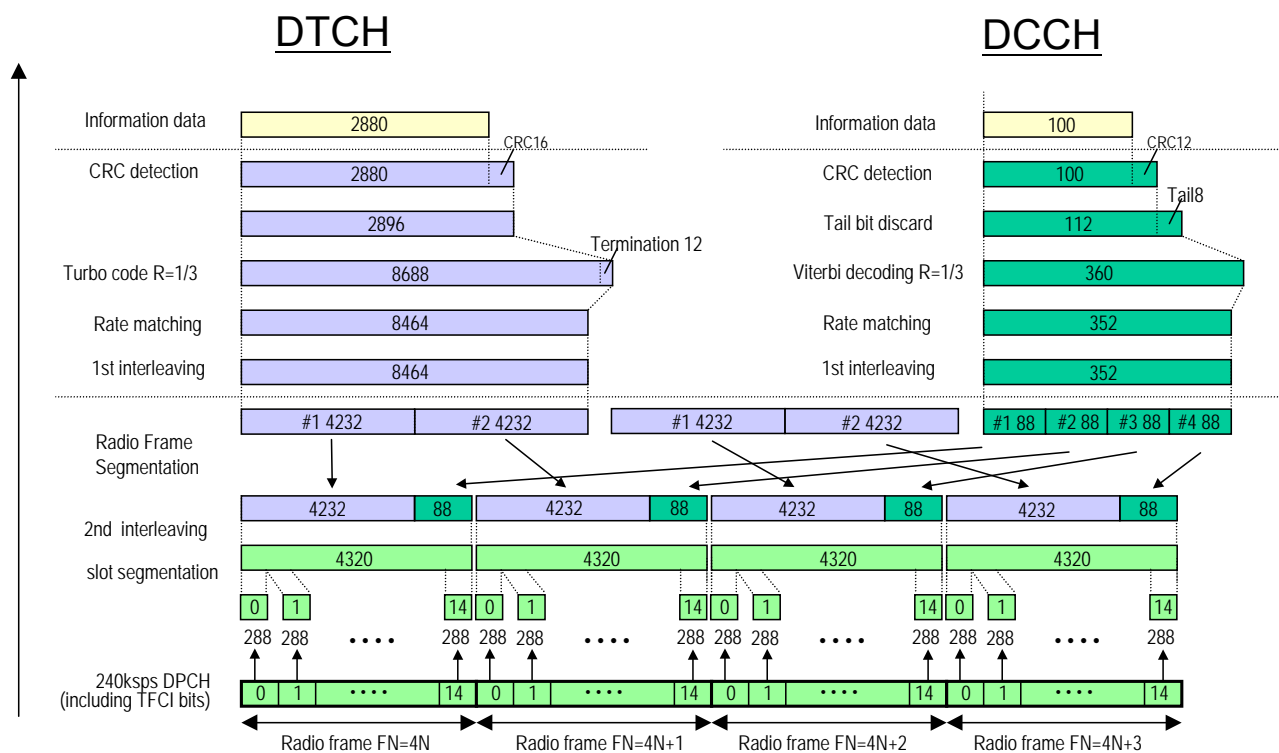 DTCH
DCCH
Information data
2880
Information data
100
CRC16
CRC12
CRC detection
2880
CRC detection
100
Tail8
2896
Tail bit discard
112
Termination 12
Turbo code R=1/3
8688
Viterbi decoding R=1/3
360
Rate matching
8464
Rate matching
352
1st interleaving
8464
1st interleaving
352
Radio Frame
Segmentation
#1 4232
#2 4232
#1 4232
#2 4232
#1 88
#2 88
#3 88
#4 88
4232
88
4232
88
4232
88
4232
88
2nd interleaving
4320
4320
4320
4320
slot segmentation
0 1 14 0 1 14 0 1 14 0 1 14
288 288 •••• 288 288 288 •••• 288 288 288 •••• 288 288 288 •••• 288
240ksps DPCH
(including TFCI bits)
0 1 •••• 14 0 1 •••• 14 0 1 •••• 14 0 1 •••• 14
Radio frame FN=4N
Radio frame FN=4N+1
Radio frame FN=4N+2
Radio frame FN=4N+3